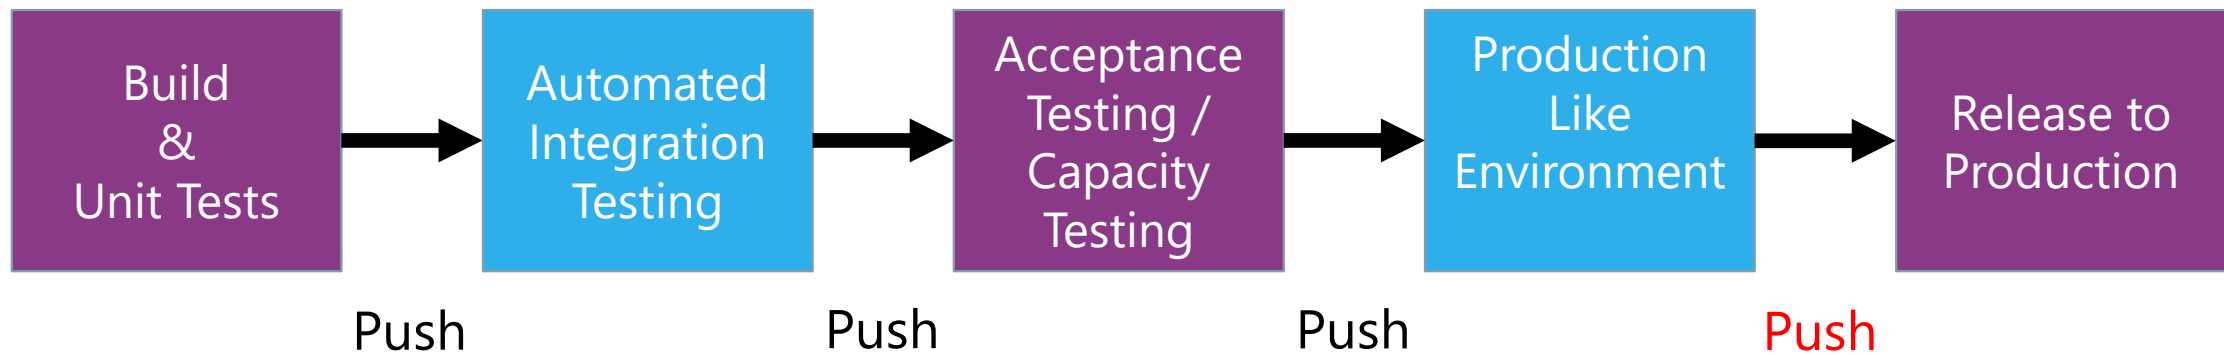 Build
&
Unit Tests
Automated
Integration
Testing
Acceptance
Testing /
Capacity
Testing
Production
Like
Environment
Release to
Production
Push
Push
Push
Push